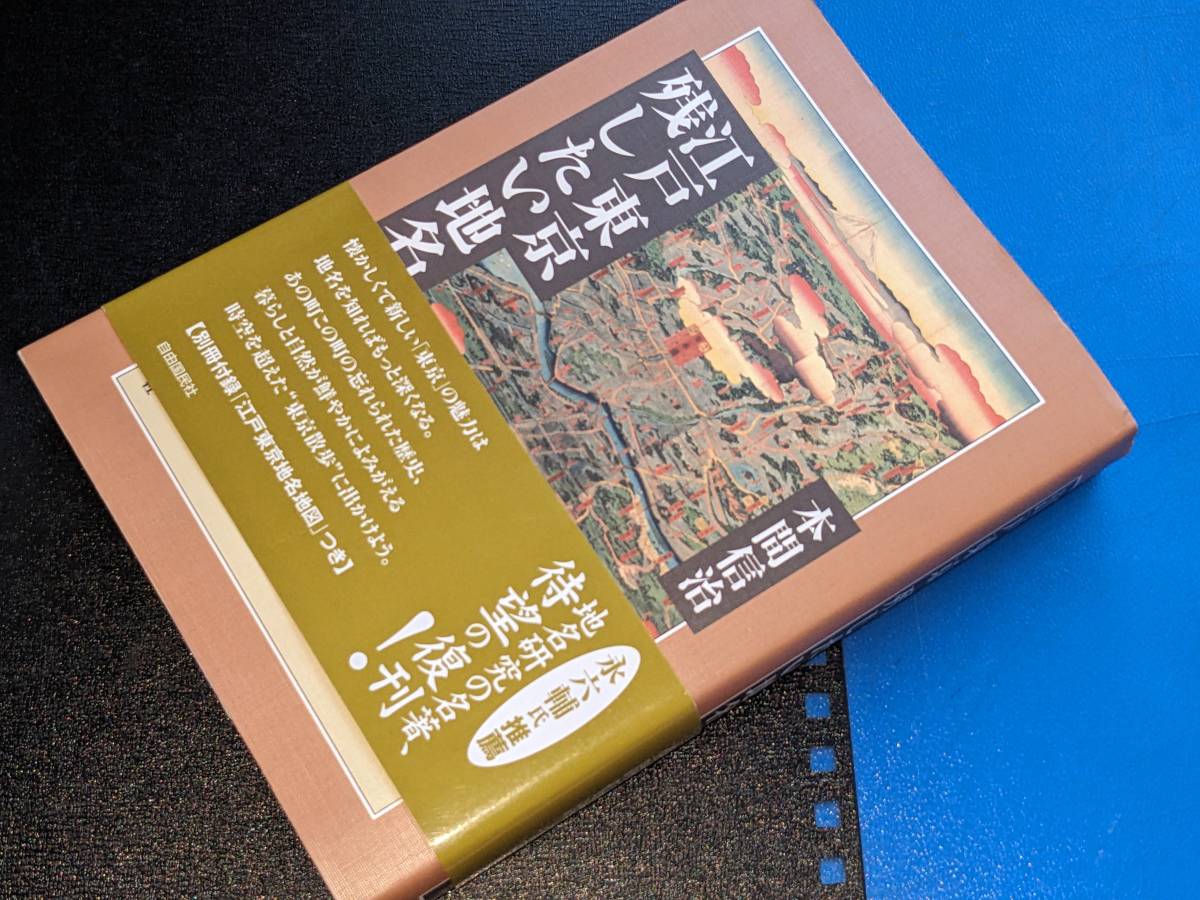 江戸東京
残したい地名
本間信治
懐かしくて新しい「東京」の魅力は
地名を知ればもっと深くなる。
あの町この町の忘れられた歴史、
暮らしと自然が鮮やかによみがえる
時空を超えた“東京散歩”に出かけよう。
【別冊付録「江戸東京地名地図」つき】
自由国民社
永六輔氏推薦
地名研究の名著、
待望の復刊!